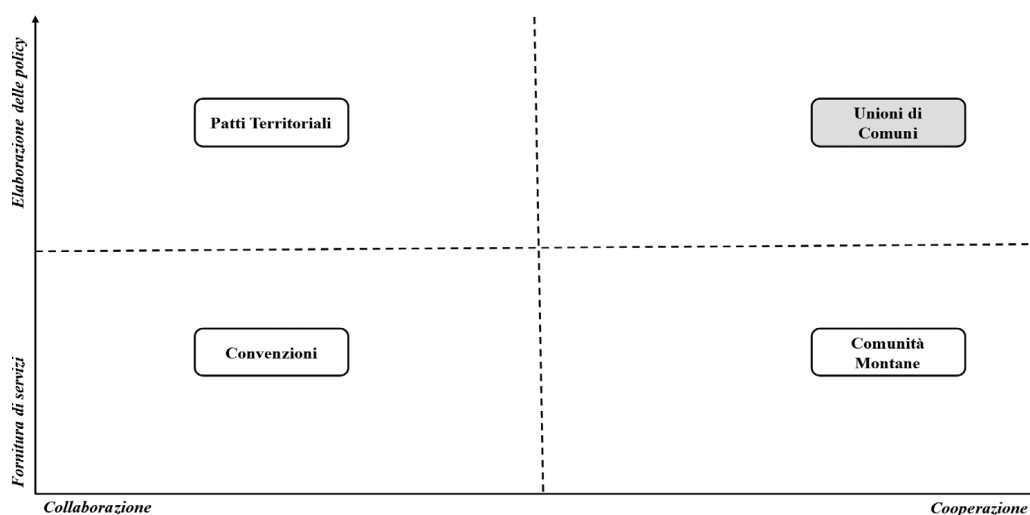 Elaborazione delle policy
Patti Territoriali
Unioni di
Comuni
Fornitura di servizi
Convenzioni
Comunità
Montane
Collaborazione
Cooperazione